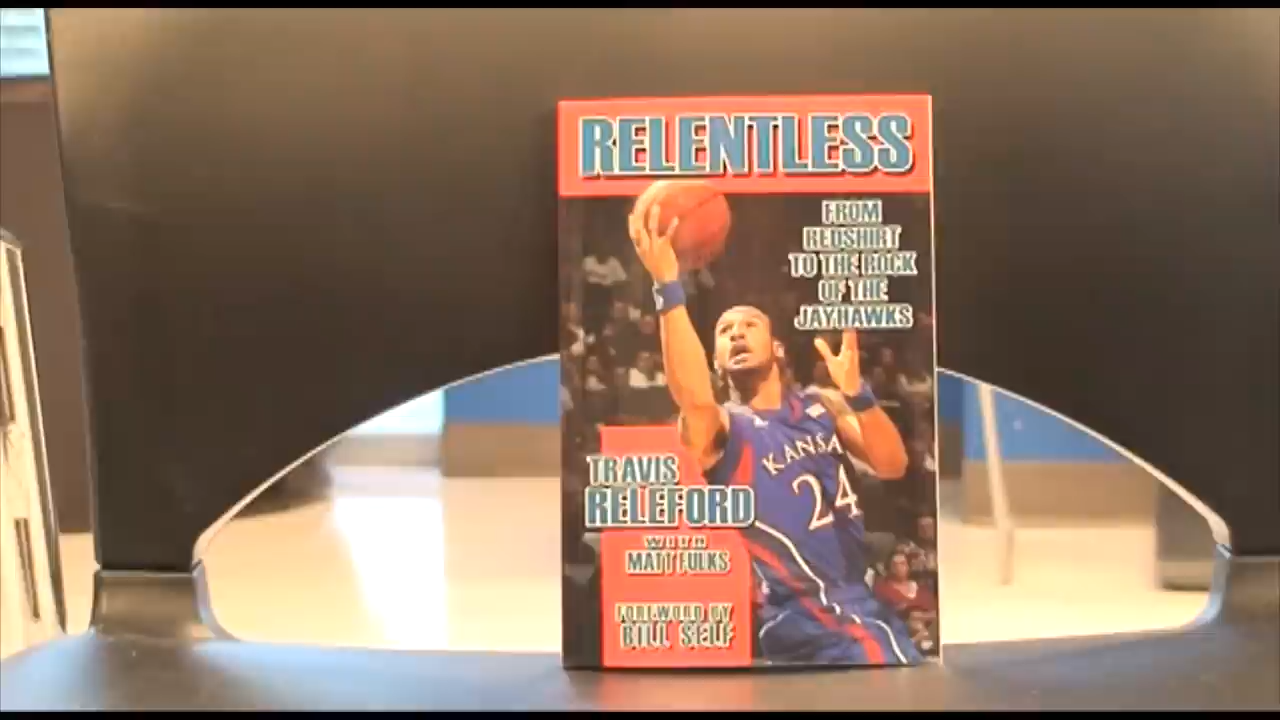 RELENTLESS
FROM
REDSHIRT
TO THE ROCK
OF THE
JAYHAWKS
KANSA
24
TRAVIS
RELEFORD
WITH
MATT FULKS
FOREWORD BY
BILL SELF